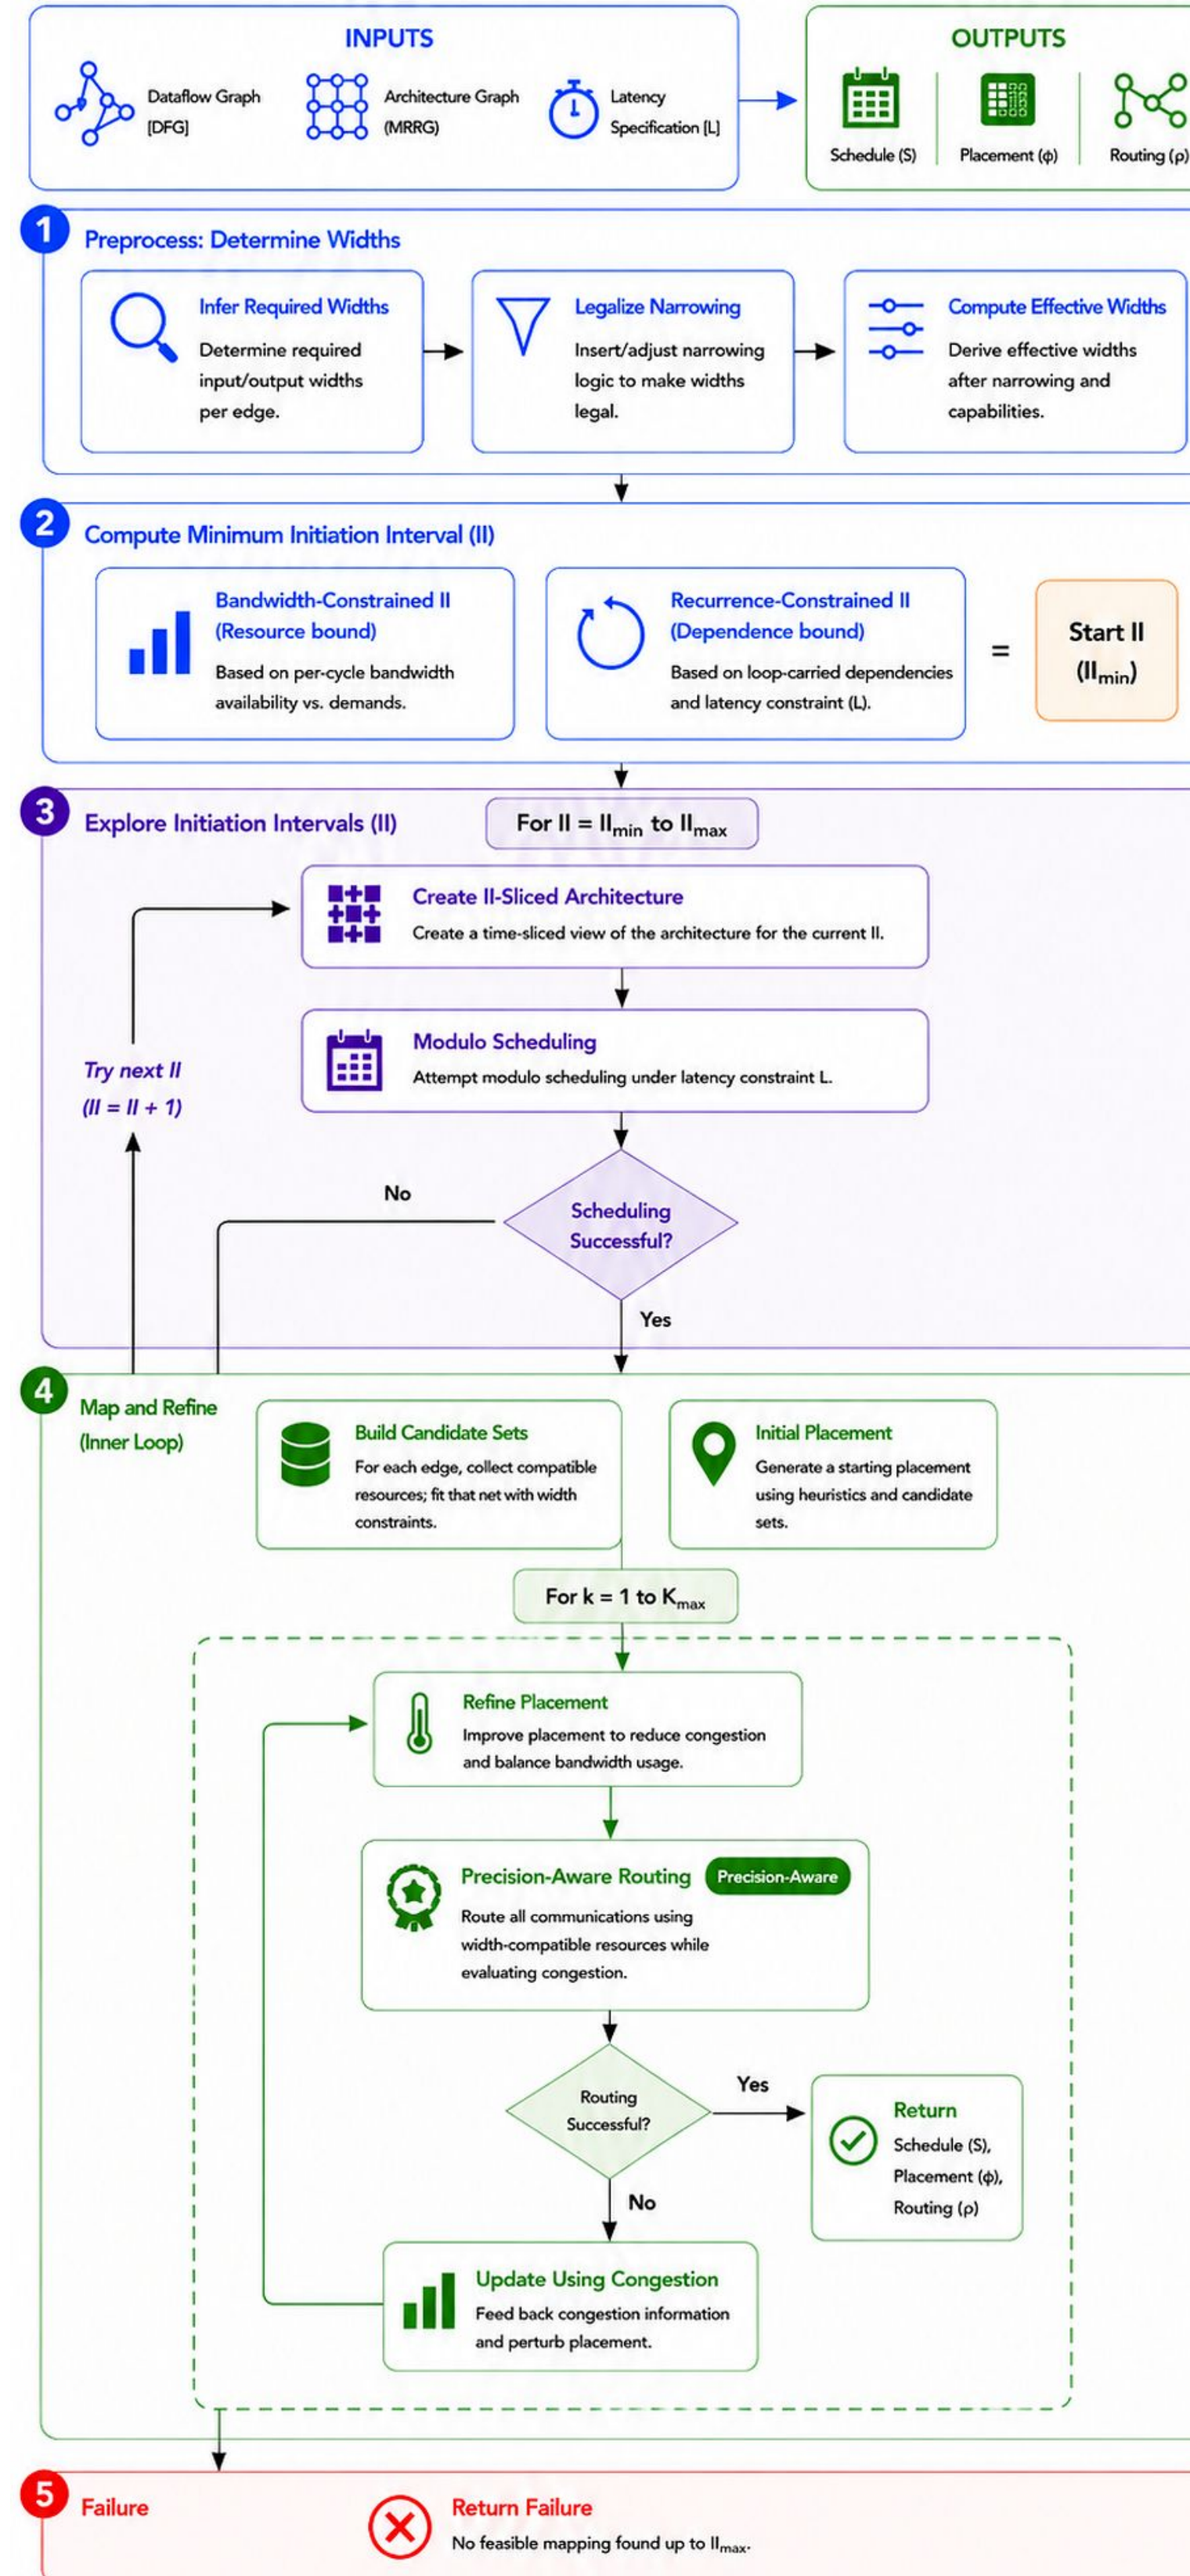 INPUTS
Dataflow Graph
[DFG]
Architecture Graph
(MRRG)
Latency
Specification [L]
OUTPUTS
Schedule (S)
Placement (ϕ)
Routing (ρ)
1
Preprocess: Determine Widths
Infer Required Widths
Determine required
input/output widths
per edge.
Legalize Narrowing
Insert/adjust narrowing
logic to make widths
legal.
Compute Effective Widths
Derive effective widths
after narrowing and
capabilities.
2
Compute Minimum Initiation Interval (II)
Bandwidth-Constrained II
(Resource bound)
Based on per-cycle bandwidth
availability vs. demands.
Recurrence-Constrained II
(Dependence bound)
Based on loop-carried dependencies
and latency constraint (L).
=
Start II
(II_min)
3
Explore Initiation Intervals (II)
For II = II_min to II_max
Create II-Sliced Architecture
Create a time-sliced view of the architecture for the current II.
Modulo Scheduling
Attempt modulo scheduling under latency constraint L.
Try next II
(II = II + 1)
No
Scheduling
Successful?
Yes
4
Map and Refine
(Inner Loop)
Build Candidate Sets
For each edge, collect compatible
resources; fit that net with width
constraints.
Initial Placement
Generate a starting placement
using heuristics and candidate
sets.
For k = 1 to K_max
Refine Placement
Improve placement to reduce congestion
and balance bandwidth usage.
Precision-Aware Routing
Precision-Aware
Route all communications using
width-compatible resources while
evaluating congestion.
Routing
Successful?
Yes
Return
Schedule (S),
Placement (ϕ),
Routing (ρ)
No
Update Using Congestion
Feed back congestion information
and perturb placement.
5
Failure
Return Failure
No feasible mapping found up to II_max.